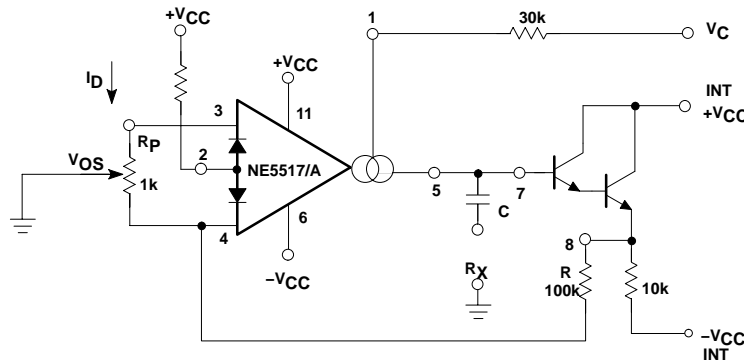 +VCC
1
30k
VC
ID
+VCC
INT
+VCC
3
11
RP
VOS
2
NE5517/A
1k
5
7
C
4
6
−VCC
8
RX
R
100k
10k
−VCC
INT